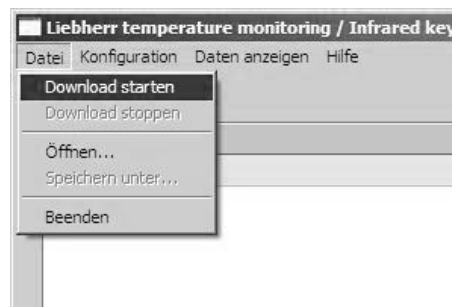 Liebherr temperature monitoring / Infrared key
Datei Konfiguration Daten anzeigen Hilfe
Download starten
Download stoppen
Öffnen...
Speichern unter...
Beenden